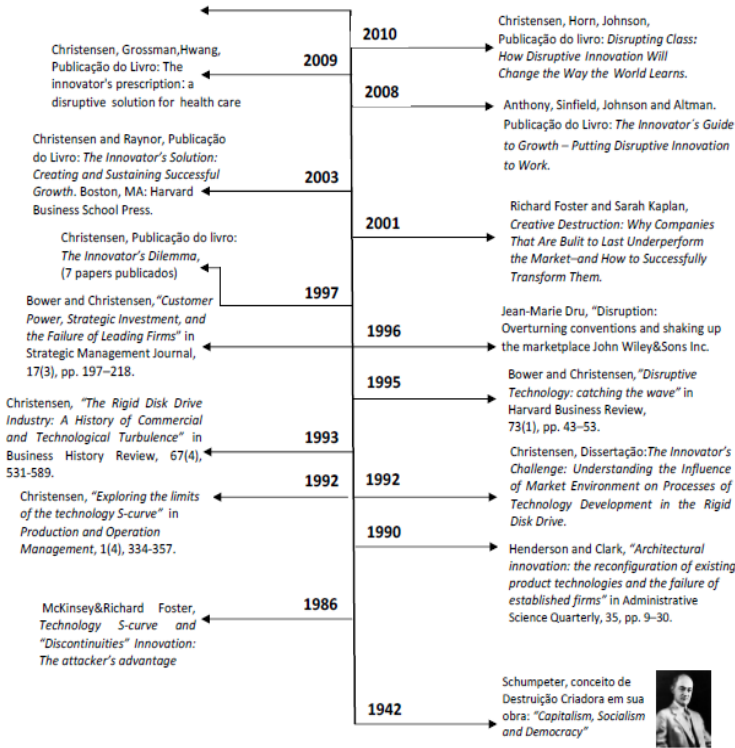 2010
Christensen, Horn, Johnson,
Publicação do livro: Disrupting Class:
How Disruptive Innovation Will
Change the Way the World Learns.
Christensen, Grossman,Hwang,
Publicação do Livro: The
innovator's prescription: a
disruptive solution for health care
2009
2008
Anthony, Sinfield, Johnson and Altman.
Publicação do Livro: The Innovator´s Guide
to Growth – Putting Disruptive Innovation
to Work.
Christensen and Raynor, Publicação
do Livro: The Innovator's Solution:
Creating and Sustaining Successful
Growth. Boston, MA: Harvard
Business School Press.
2003
2001
Richard Foster and Sarah Kaplan,
Creative Destruction: Why Companies
That Are Bulit to Last Underperform
the Market–and How to Successfully
Transform Them.
Christensen, Publicação do livro:
The Innovator's Dilemma,
(7 papers publicados)
1997
Bower and Christensen,"Customer
Power, Strategic Investment, and
the Failure of Leading Firms" in
Strategic Management Journal,
17(3), pp. 197–218.
1996
Jean-Marie Dru, "Disruption:
Overturning conventions and shaking up
the marketplace John Wiley&Sons Inc.
1995
Bower and Christensen,"Disruptive
Technology: catching the wave" in
Harvard Business Review,
73(1), pp. 43–53.
Christensen, "The Rigid Disk Drive
Industry: A History of Commercial
and Technological Turbulence" in
Business History Review, 67(4),
531-589.
1993
1992
Christensen, "Exploring the limits
of the technology S-curve" in
Production and Operation
Management, 1(4), 334-357.
1992
Christensen, Dissertação:The Innovator's
Challenge: Understanding the Influence
of Market Environment on Processes of
Technology Development in the Rigid
Disk Drive.
1990
Henderson and Clark, "Architectural
innovation: the reconfiguration of existing
product technologies and the failure of
established firms" in Administrative
Science Quarterly, 35, pp. 9–30.
McKinsey&Richard Foster,
Technology S-curve and
"Discontinuities" Innovation:
The attacker's advantage
1986
1942
Schumpeter, conceito de
Destruição Criadora em sua
obra: "Capitalism, Socialism
and Democracy"